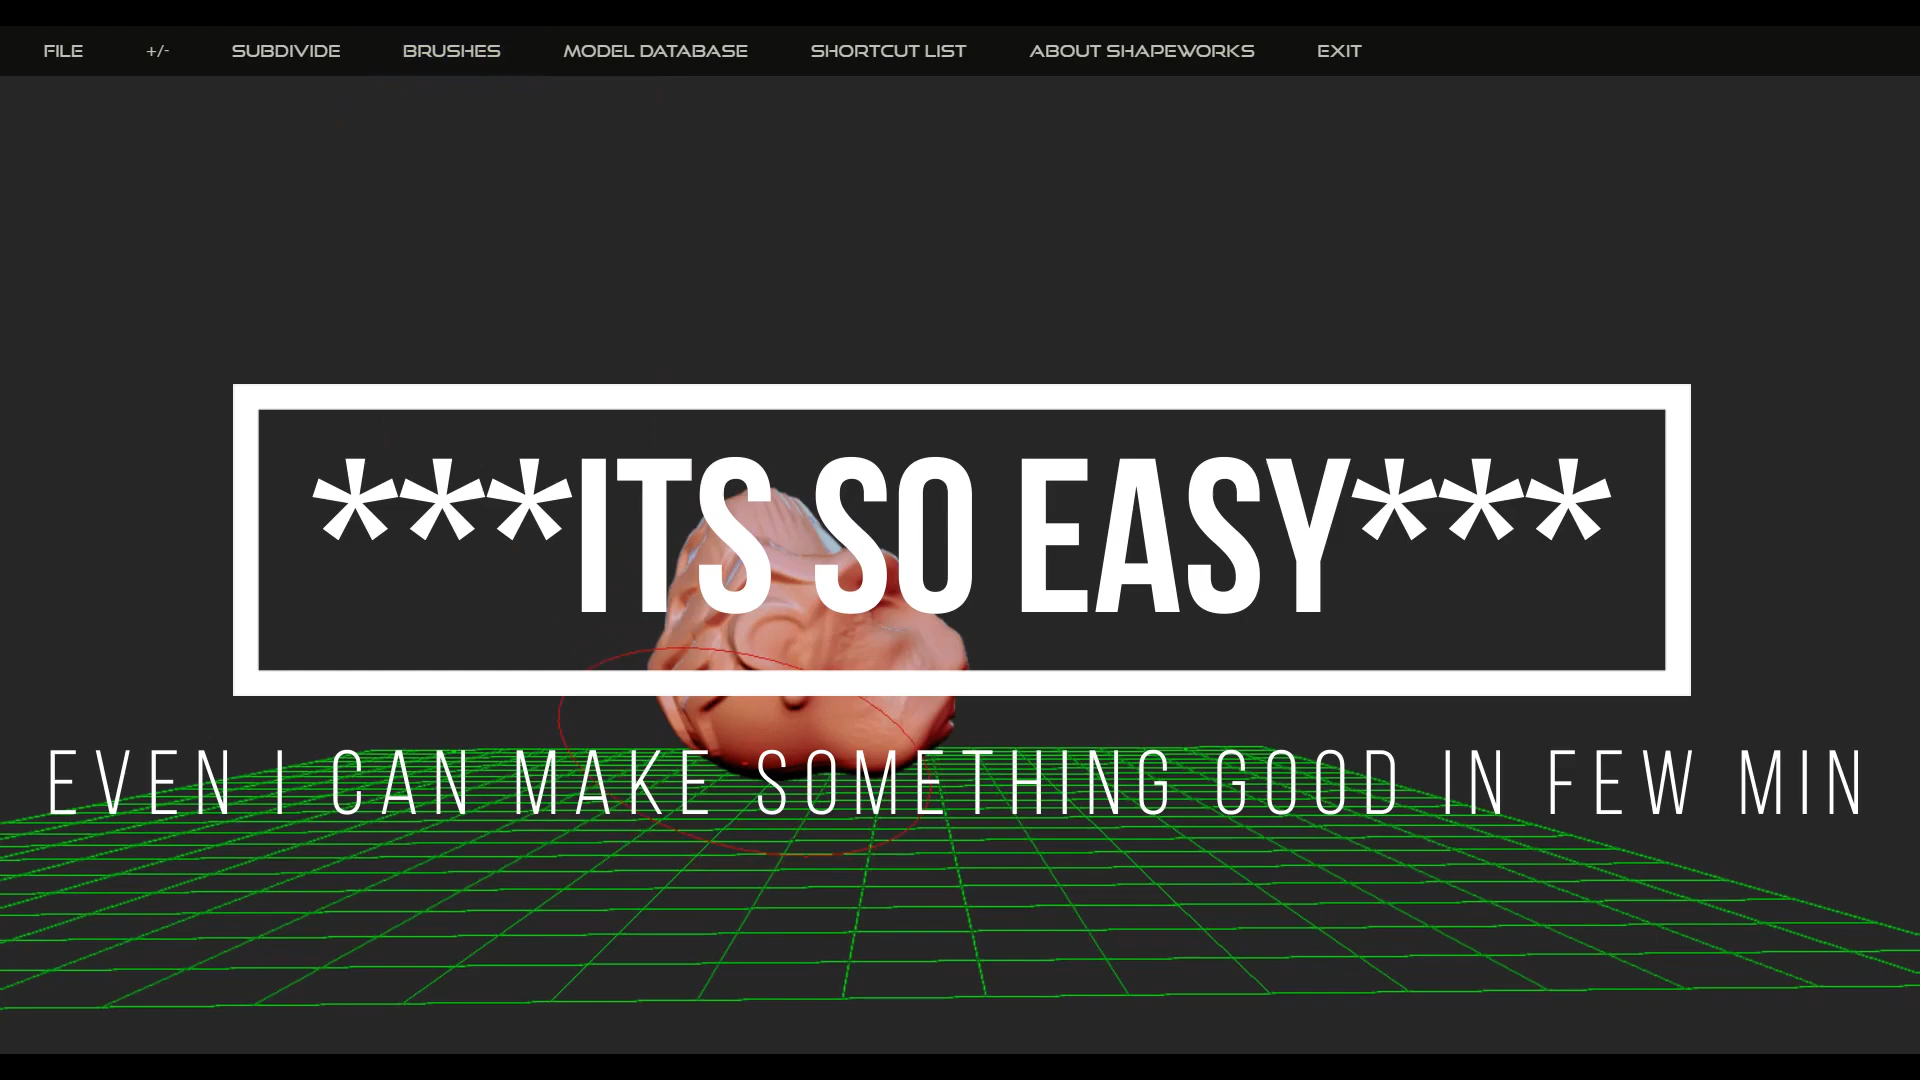 FILE +/- SUBDIVIDE BRUSHES MODEL DATABASE SHORTCUT LIST ABOUT SHAPEWORKS EXIT
***ITS SO EASY***
EVEN I CAN MAKE SOMETHING GOOD IN FEW MIN